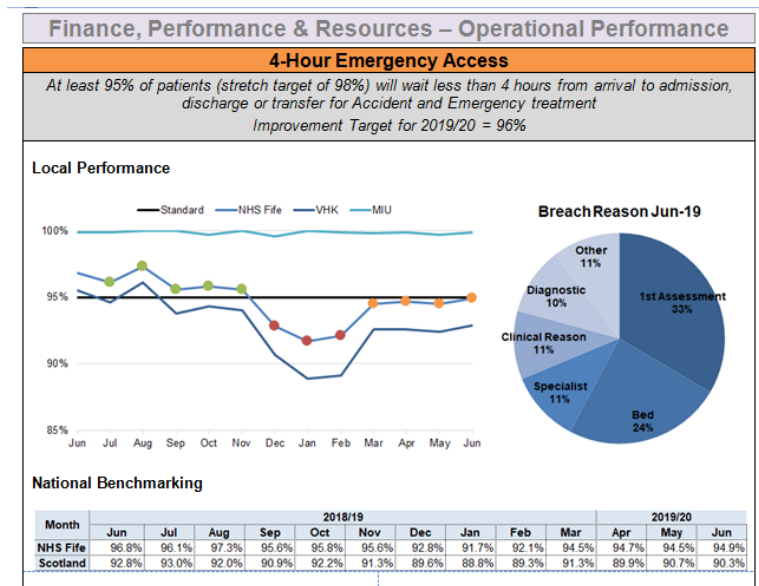 Finance, Performance & Resources – Operational Performance
4-Hour Emergency Access
At least 95% of patients (stretch target of 98%) will wait less than 4 hours from arrival to admission,
discharge or transfer for Accident and Emergency treatment
Improvement Target for 2019/20 = 96%
Local Performance
Standard NHS Fife VHK MIU
100%
95%
90%
85%
Jun Jul Aug Sep Oct Nov Dec Jan Feb Mar Apr May Jun
Breach Reason Jun-19
Other
11%
Diagnostic
10%
1st Assessment
33%
Clinical Reason
11%
Specialist
11%
Bed
24%
National Benchmarking
Month 2018/19 2019/20
Jun Jul Aug Sep Oct Nov Dec Jan Feb Mar Apr May Jun
NHS Fife 96.8% 96.1% 97.3% 95.6% 95.8% 95.6% 92.8% 91.7% 92.1% 94.5% 94.7% 94.5% 94.9%
Scotland 92.8% 93.0% 92.0% 90.9% 92.2% 91.3% 89.6% 88.8% 89.3% 91.3% 89.9% 90.7% 90.3%